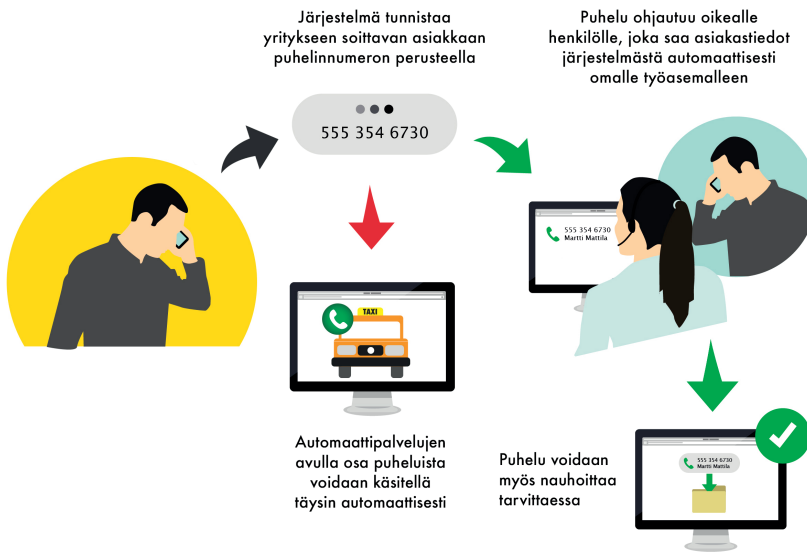 Järjestelmä tunnistaa
yritykseen soittavan asiakkaan
puhelinnumeron perusteella
555 354 6730
Puhelu ohjautuu oikealle
henkilölle, joka saa asiakastiedot
järjestelmästä automaattisesti
omalle työasemalleen
555 354 6730
Martti Mattila
TAXI
Automaattipalvelujen
avulla osa puheluista
voidaan käsitellä
täysin automaattisesti
Puhelu voidaan
myös nauhoittaa
tarvittaessa
555 354 6730
Martti Mattila